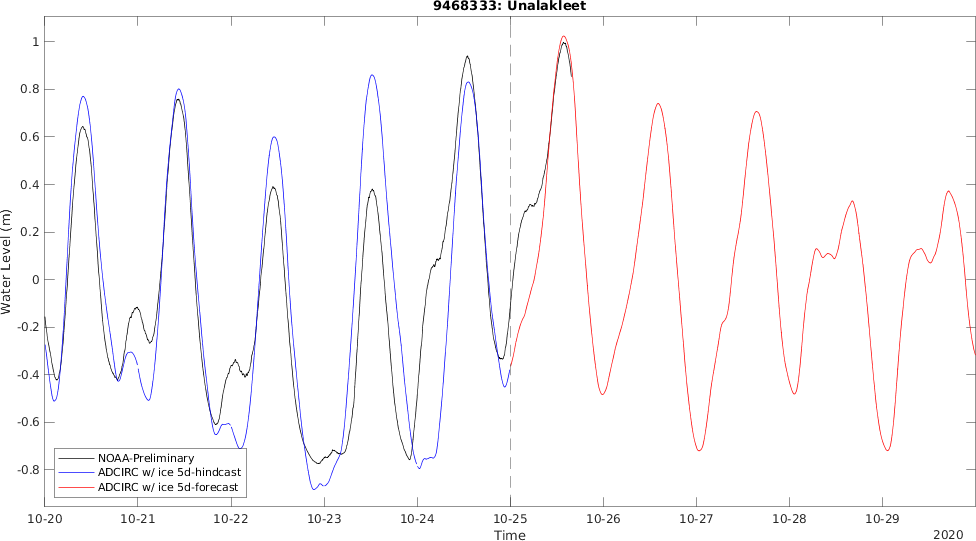 9468333: Unalakleet
Water Level (m)
1
0.8
0.6
0.4
0.2
0
-0.2
-0.4
-0.6
-0.8
NOAA-Preliminary
ADCIRC w/ ice 5d-hindcast
ADCIRC w/ ice 5d-forecast
10-20 10-21 10-22 10-23 10-24 10-25 10-26 10-27 10-28 10-29
Time
2020